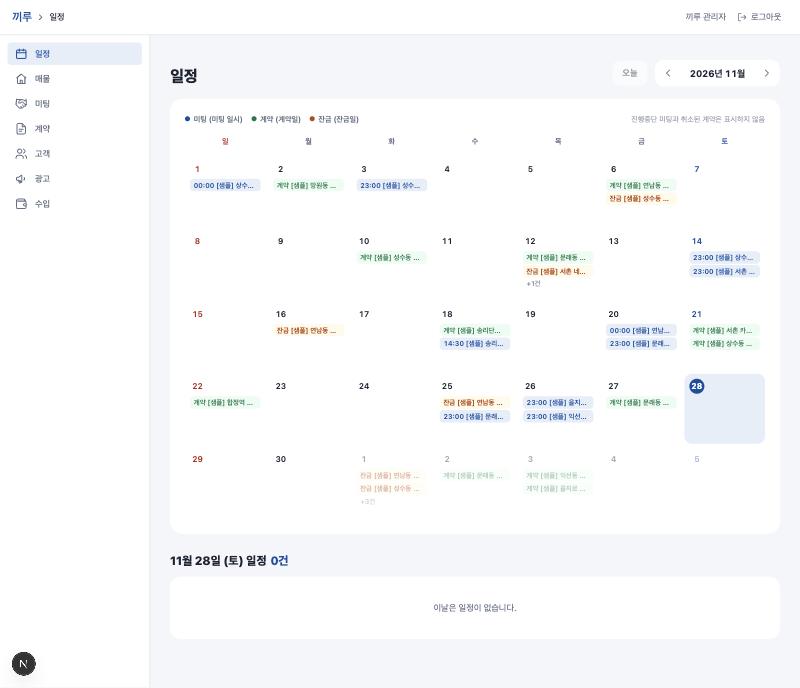 끼루 > 일정
끼루 관리자 로그아웃
일정
매물
미팅
계약
고객
광고
수입
일정
오늘
2026년 11월
미팅 (미팅 일시) 계약 (계약일) 잔금 (잔금일)
진행중단 미팅과 취소된 계약은 표시하지 않음
일 월 화 수 목 금 토
1 2 3 4 5 6 7
00:00 [샘플] 상수... 계약 [샘플] 망원동 ... 23:00 [샘플] 성수... 계약 [샘플] 연남동 ...
잔금 [샘플] 성수동 ...
8 9 10 11 12 13 14
계약 [샘플] 성수동 ... 계약 [샘플] 문래동 ... 23:00 [샘플] 상수...
잔금 [샘플] 서촌 네... 23:00 [샘플] 서촌 ...
+1건
15 16 17 18 19 20 21
잔금 [샘플] 연남동 ... 계약 [샘플] 송리단... 00:00 [샘플] 연남... 계약 [샘플] 서촌 카...
14:30 [샘플] 송리... 23:00 [샘플] 문래... 계약 [샘플] 상수동 ...
22 23 24 25 26 27 28
계약 [샘플] 합정역 ... 잔금 [샘플] 연남동 ... 23:00 [샘플] 을지... 계약 [샘플] 문래동 ...
23:00 [샘플] 문래... 23:00 [샘플] 익선...
29 30 1 2 3 4 5
잔금 [샘플] 연남동 ... 계약 [샘플] 문래동 ... 계약 [샘플] 익선동 ...
잔금 [샘플] 성수동 ... 계약 [샘플] 을지로 ...
+3건
11월 28일 (토) 일정 0건
이날은 일정이 없습니다.
N